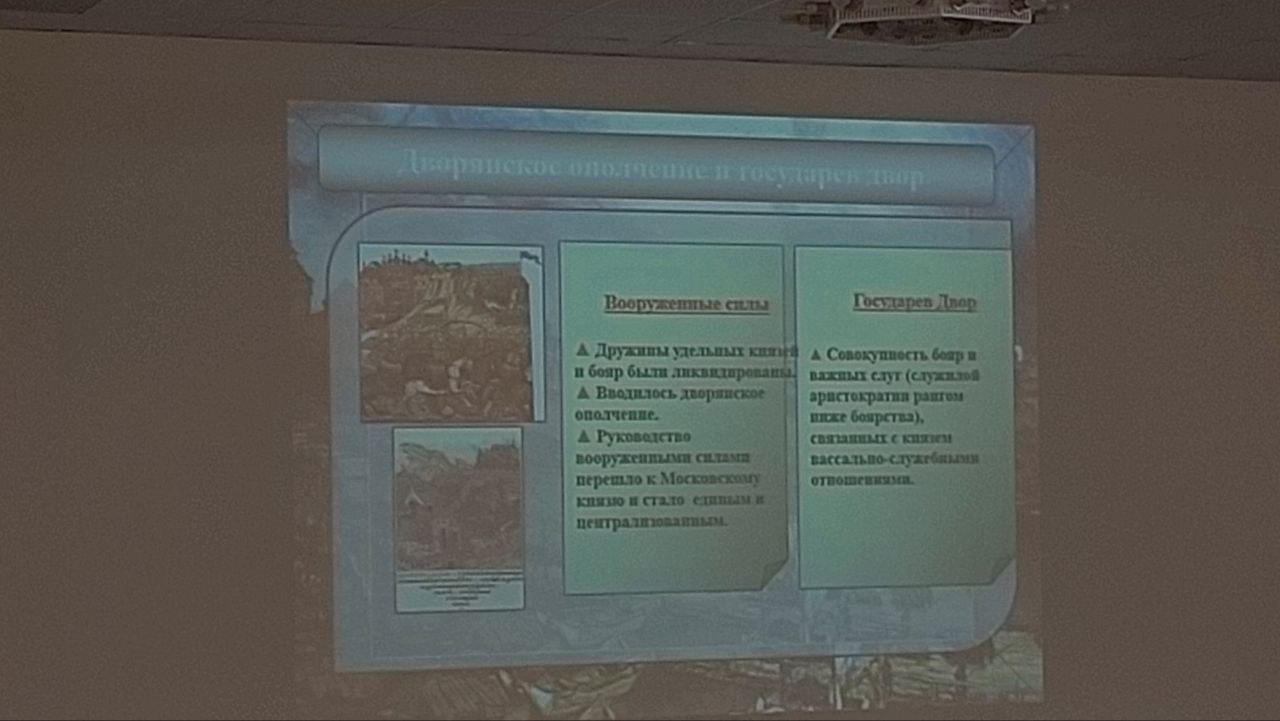 Дворянское ополчение и государев двор
Вооруженные силы
▲ Дружины удельных князей
и бояр были ликвидированы.
▲ Вводилось дворянское
ополчение.
▲ Руководство
вооруженными силами
перешло к Московскому
князю и стало единым и
централизованным.
Государев Двор
▲ Совокупность бояр и
важных слуг (служилой
аристократии рангом
ниже боярства),
связанных с князем
вассально-служебными
отношениями.